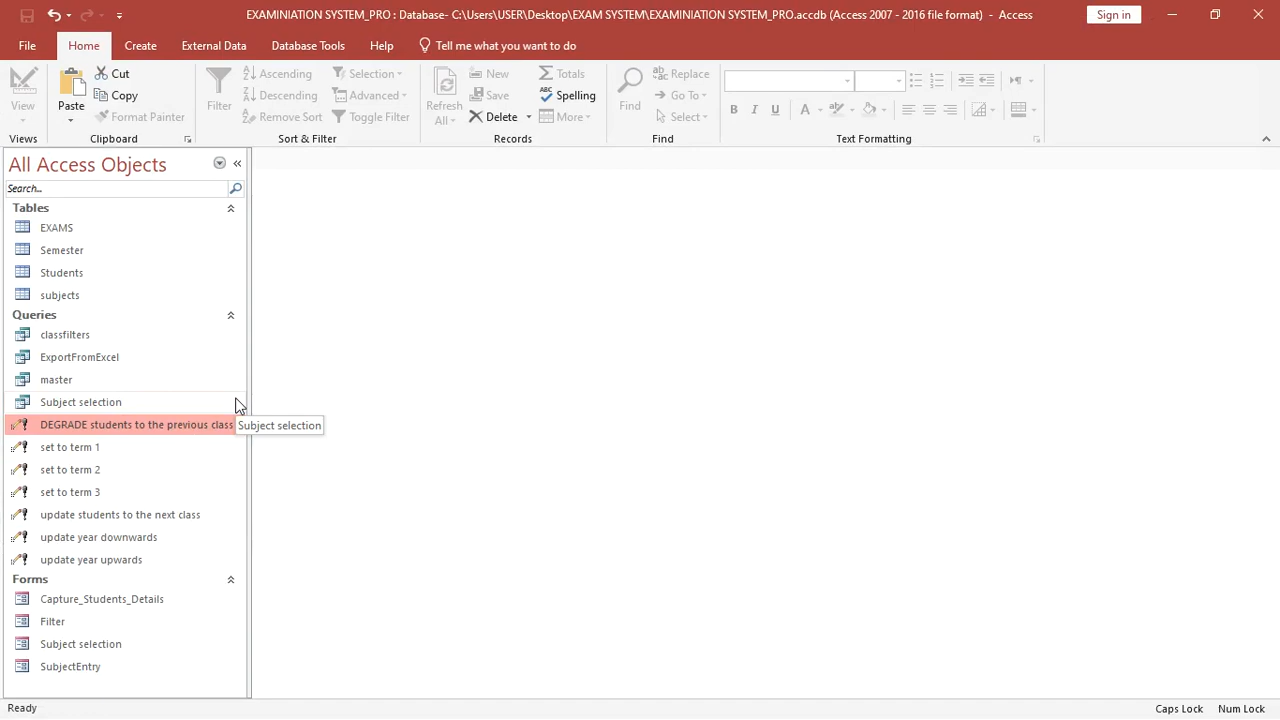 EXAMINIATION SYSTEM_PRO : Database- C:\Users\USER\Desktop\EXAM SYSTEM\EXAMINIATION SYSTEM_PRO.accdb (Access 2007 - 2016 file format) - Access
Sign in
File Home Create External Data Database Tools Help Tell me what you want to do
View
Views
Paste
Cut
Copy
Format Painter
Clipboard
Filter
Ascending
Descending
Remove Sort
Selection
Advanced
Toggle Filter
Sort & Filter
Refresh
All
New
Save
Delete
Totals
Spelling
More
Records
Find
Replace
Go To
Select
Find
B I U A
Text Formatting
All Access Objects
Search...
Tables
EXAMS
Semester
Students
subjects
Queries
classfilters
ExportFromExcel
master
Subject selection
DEGRADE students to the previous class
Subject selection
set to term 1
set to term 2
set to term 3
update students to the next class
update year downwards
update year upwards
Forms
Capture_Students_Details
Filter
Subject selection
SubjectEntry
Ready
Caps Lock Num Lock